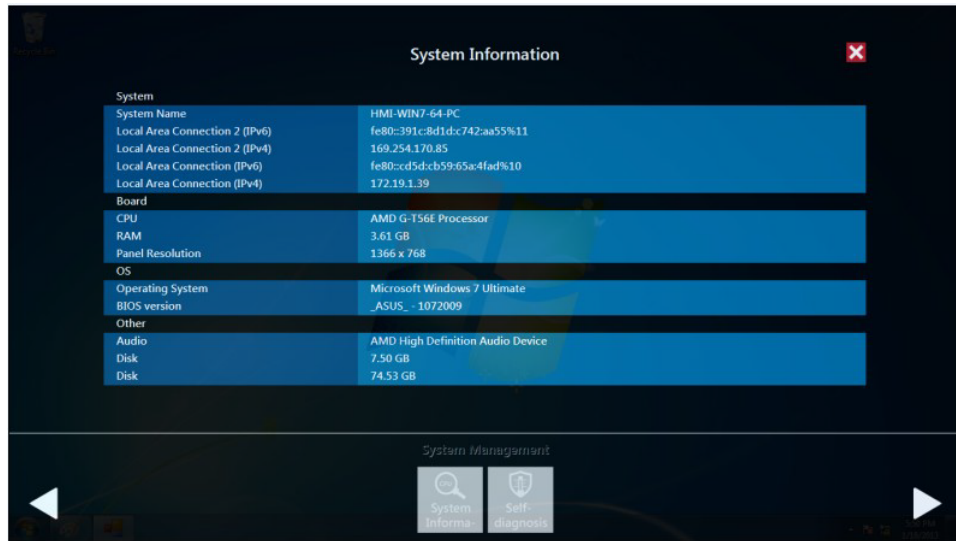 System Information
System
System Name HMI-WIN7-64-PC
Local Area Connection 2 (IPv6) fe80::391c:8d1d:c742:aa55%11
Local Area Connection 2 (IPv4) 169.254.170.85
Local Area Connection (IPv6) fe80::cd5d:cb59:65a:4fad%10
Local Area Connection (IPv4) 172.19.1.39
Board
CPU AMD G-T56E Processor
RAM 3.61 GB
Panel Resolution 1366 x 768
OS
Operating System Microsoft Windows 7 Ultimate
BIOS version _ASUS_ - 1072009
Other
Audio AMD High Definition Audio Device
Disk 7.50 GB
Disk 74.53 GB
System Management
CPU
System Self-
Informa- diagnosis